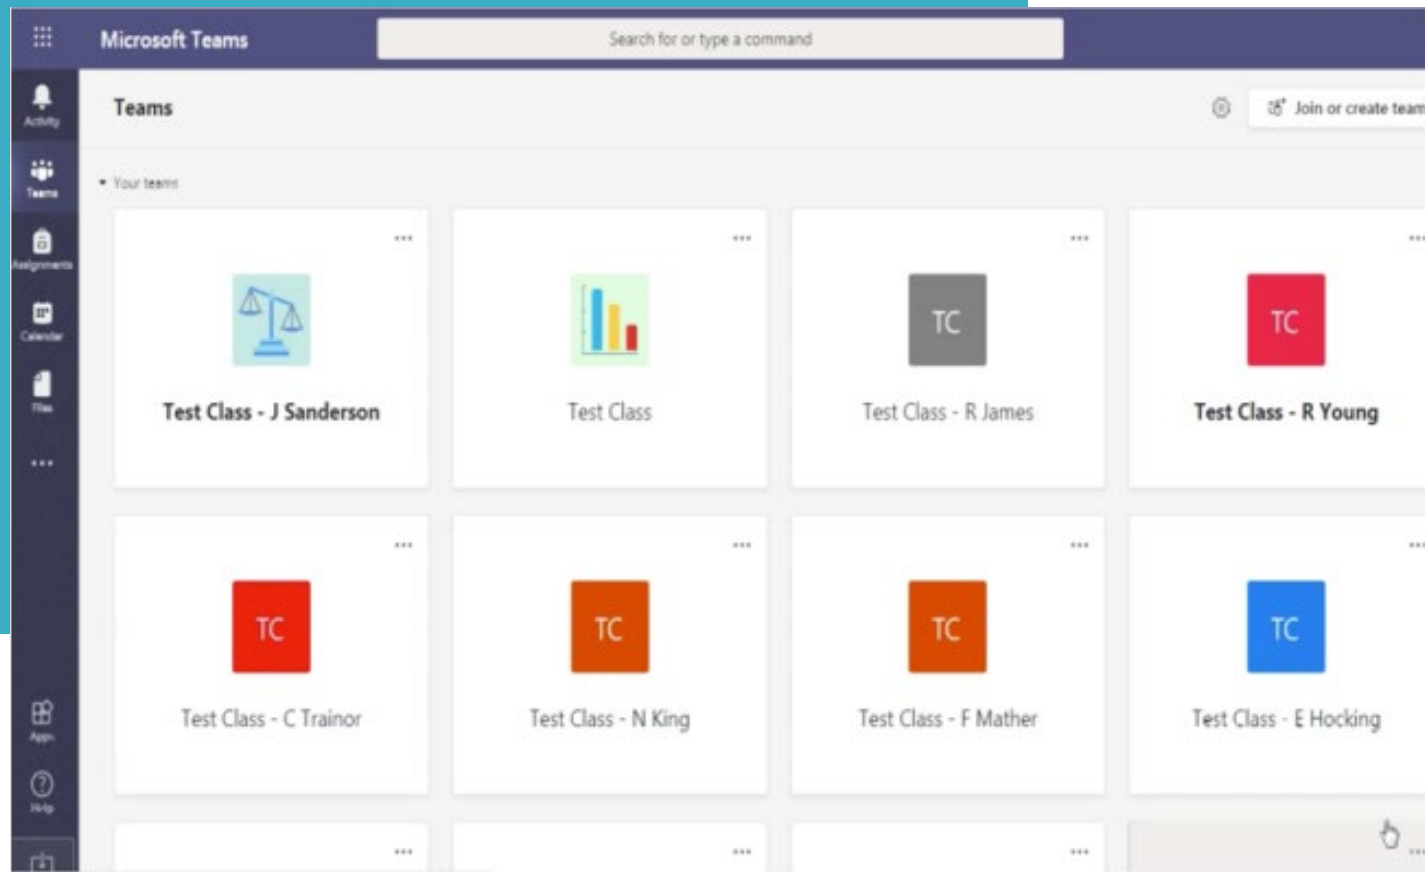 Microsoft Teams
Search for or type a command
Activity
Teams
Join or create team
Teams
Your teams
Assignments
Calendar
Files
Test Class - J Sanderson
Test Class
Test Class - R James
TC
Test Class - R Young
TC
Test Class - C Trainor
TC
Test Class - N King
TC
Test Class - F Mather
TC
Test Class - E Hocking
TC
Apps
Help